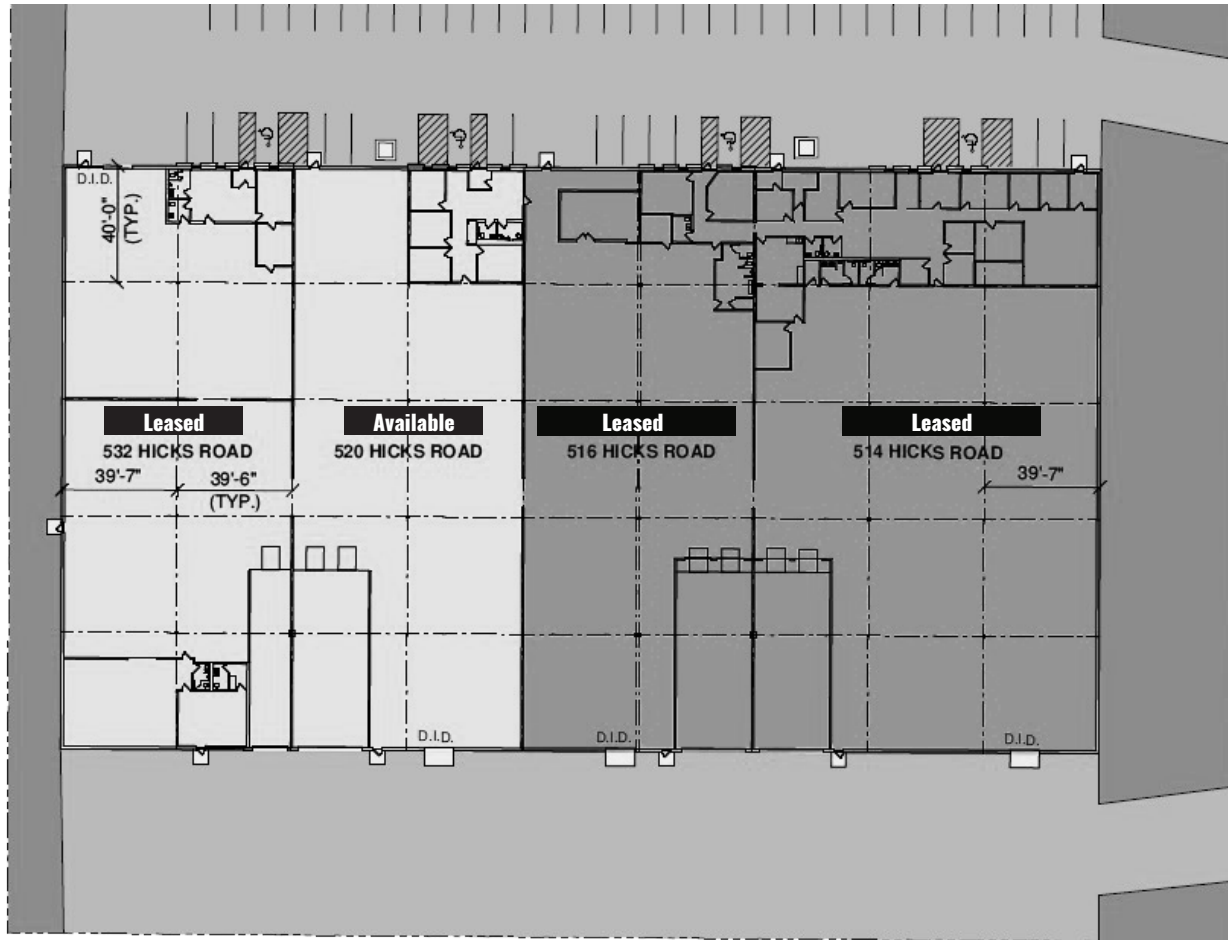 D.I.D.
40'-0"
(TYP.)
Leased
Available
Leased
Leased
532 HICKS ROAD
520 HICKS ROAD
516 HICKS ROAD
514 HICKS ROAD
39'-7"
39'-6"
(TYP.)
39'-7"
D.I.D.
D.I.D.
D.I.D.